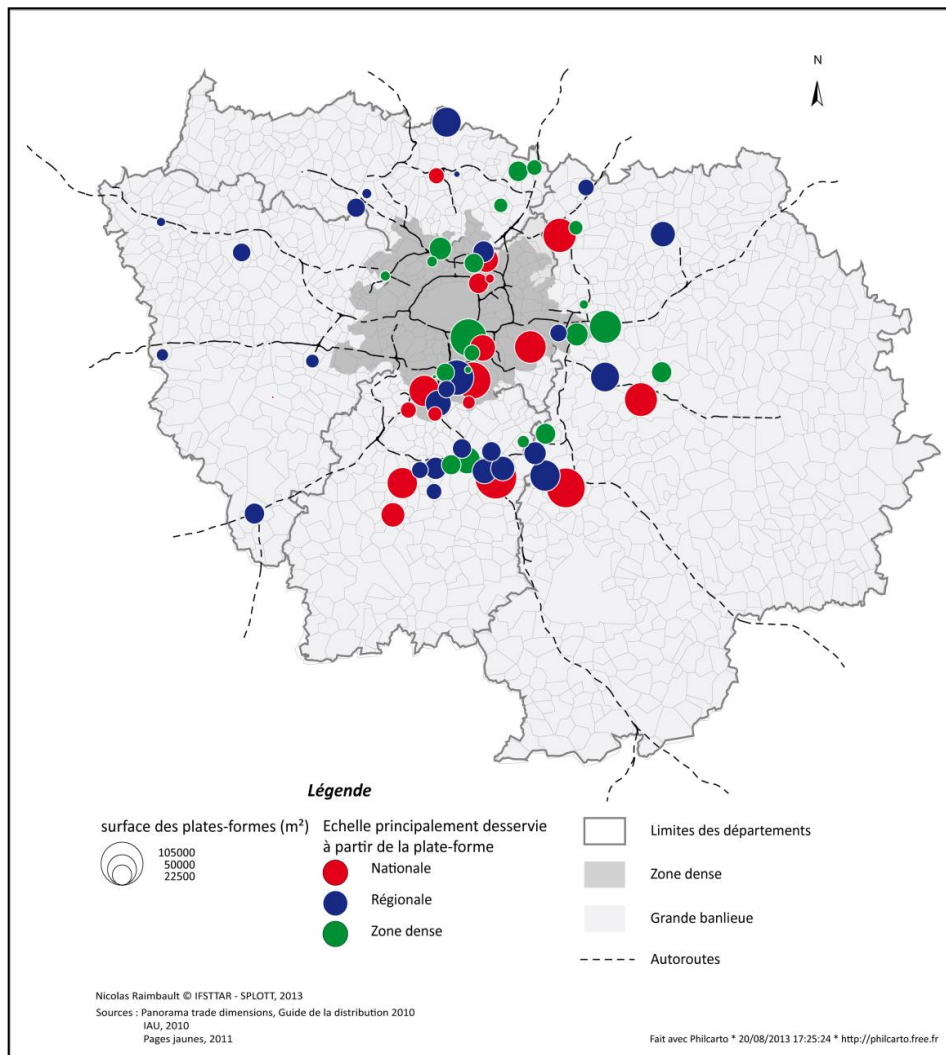 N
Légende
surface des plates-formes (m²)
105000
50000
22500
Echelle principalement desservie
à partir de la plate-forme
Nationale
Régionale
Zone dense
Limites des départements
Zone dense
Grande banlieue
Autoroutes
Nicolas Raimbault © IFSTTAR - SPLOTT, 2013
Sources : Panorama trade dimensions, Guide de la distribution 2010
IAU, 2010
Pages jaunes, 2011
Fait avec Philcarto * 20/08/2013 17:25:24 * http://philcarto.free.fr